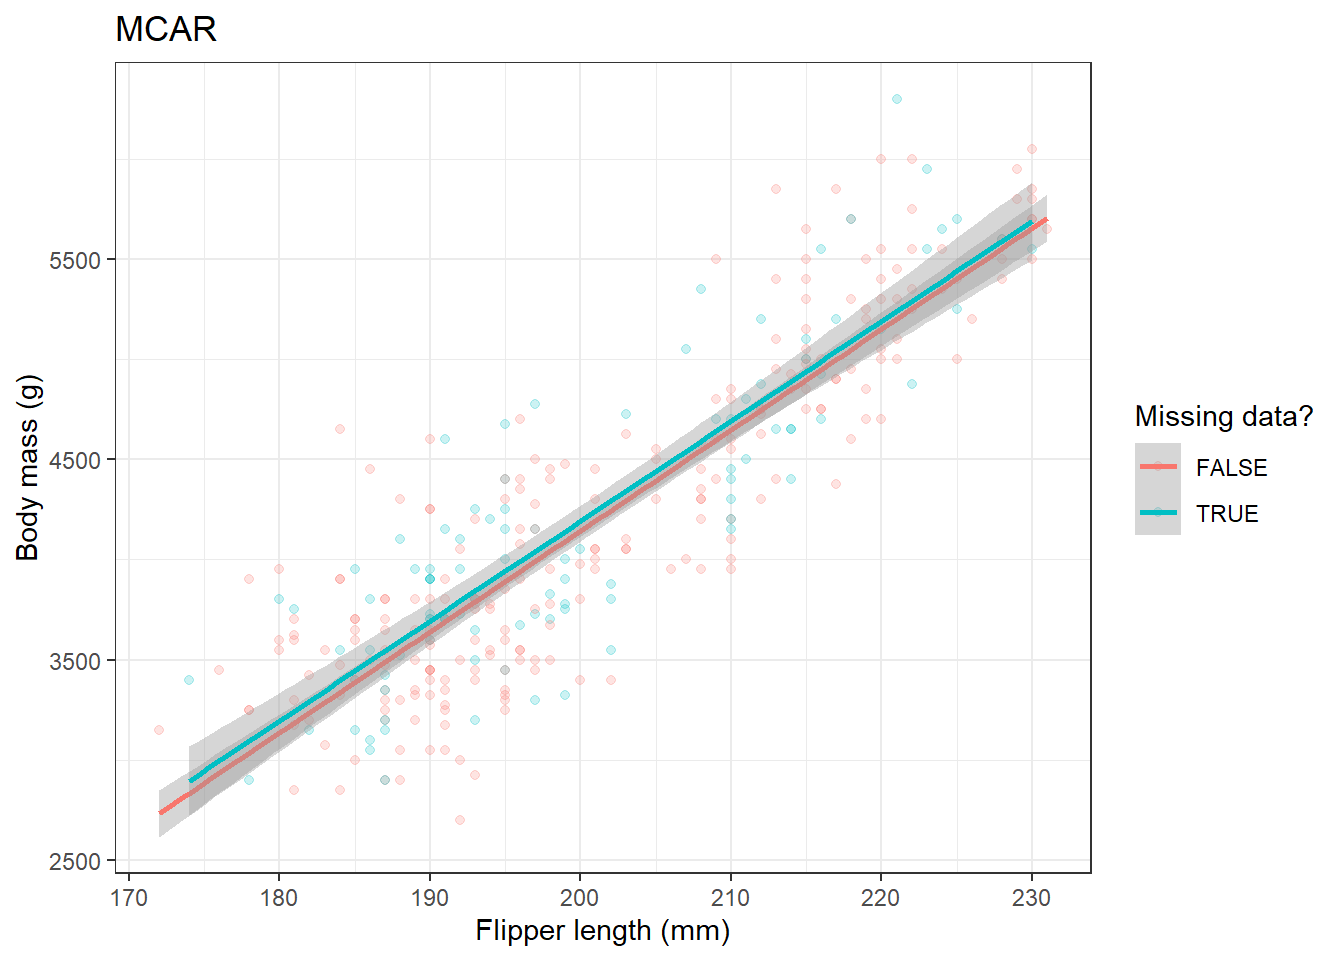 MCAR
Body mass (g)
5500
4500
3500
2500
170 180 190 200 210 220 230
Flipper length (mm)
Missing data?
FALSE
TRUE